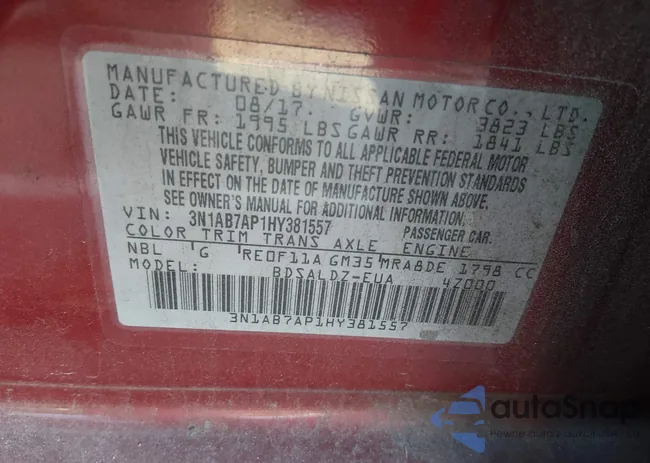 MANUFACTURED BY NISSAN MOTOR CO., LTD.
DATE: 08/17. GVWR: 3823 LBS
GAWR FR: 1995 LBS GAWR RR: 1841 LBS
THIS VEHICLE CONFORMS TO ALL APPLICABLE FEDERAL MOTOR
VEHICLE SAFETY, BUMPER AND THEFT PREVENTION STANDARDS
IN EFFECT ON THE DATE OF MANUFACTURE SHOWN ABOVE.
SEE OWNER'S MANUAL FOR ADDITIONAL INFORMATION.
VIN: 3N1AB7AP1HY381557 PASSENGER CAR.
COLOR TRIM TRANS AXLE ENGINE
NBL G RE0F11A GM35 MRA8DE 1798 CC
MODEL: BDSALDZ-EUA 4Z000
3N1AB7AP1HY381557
autoSnap